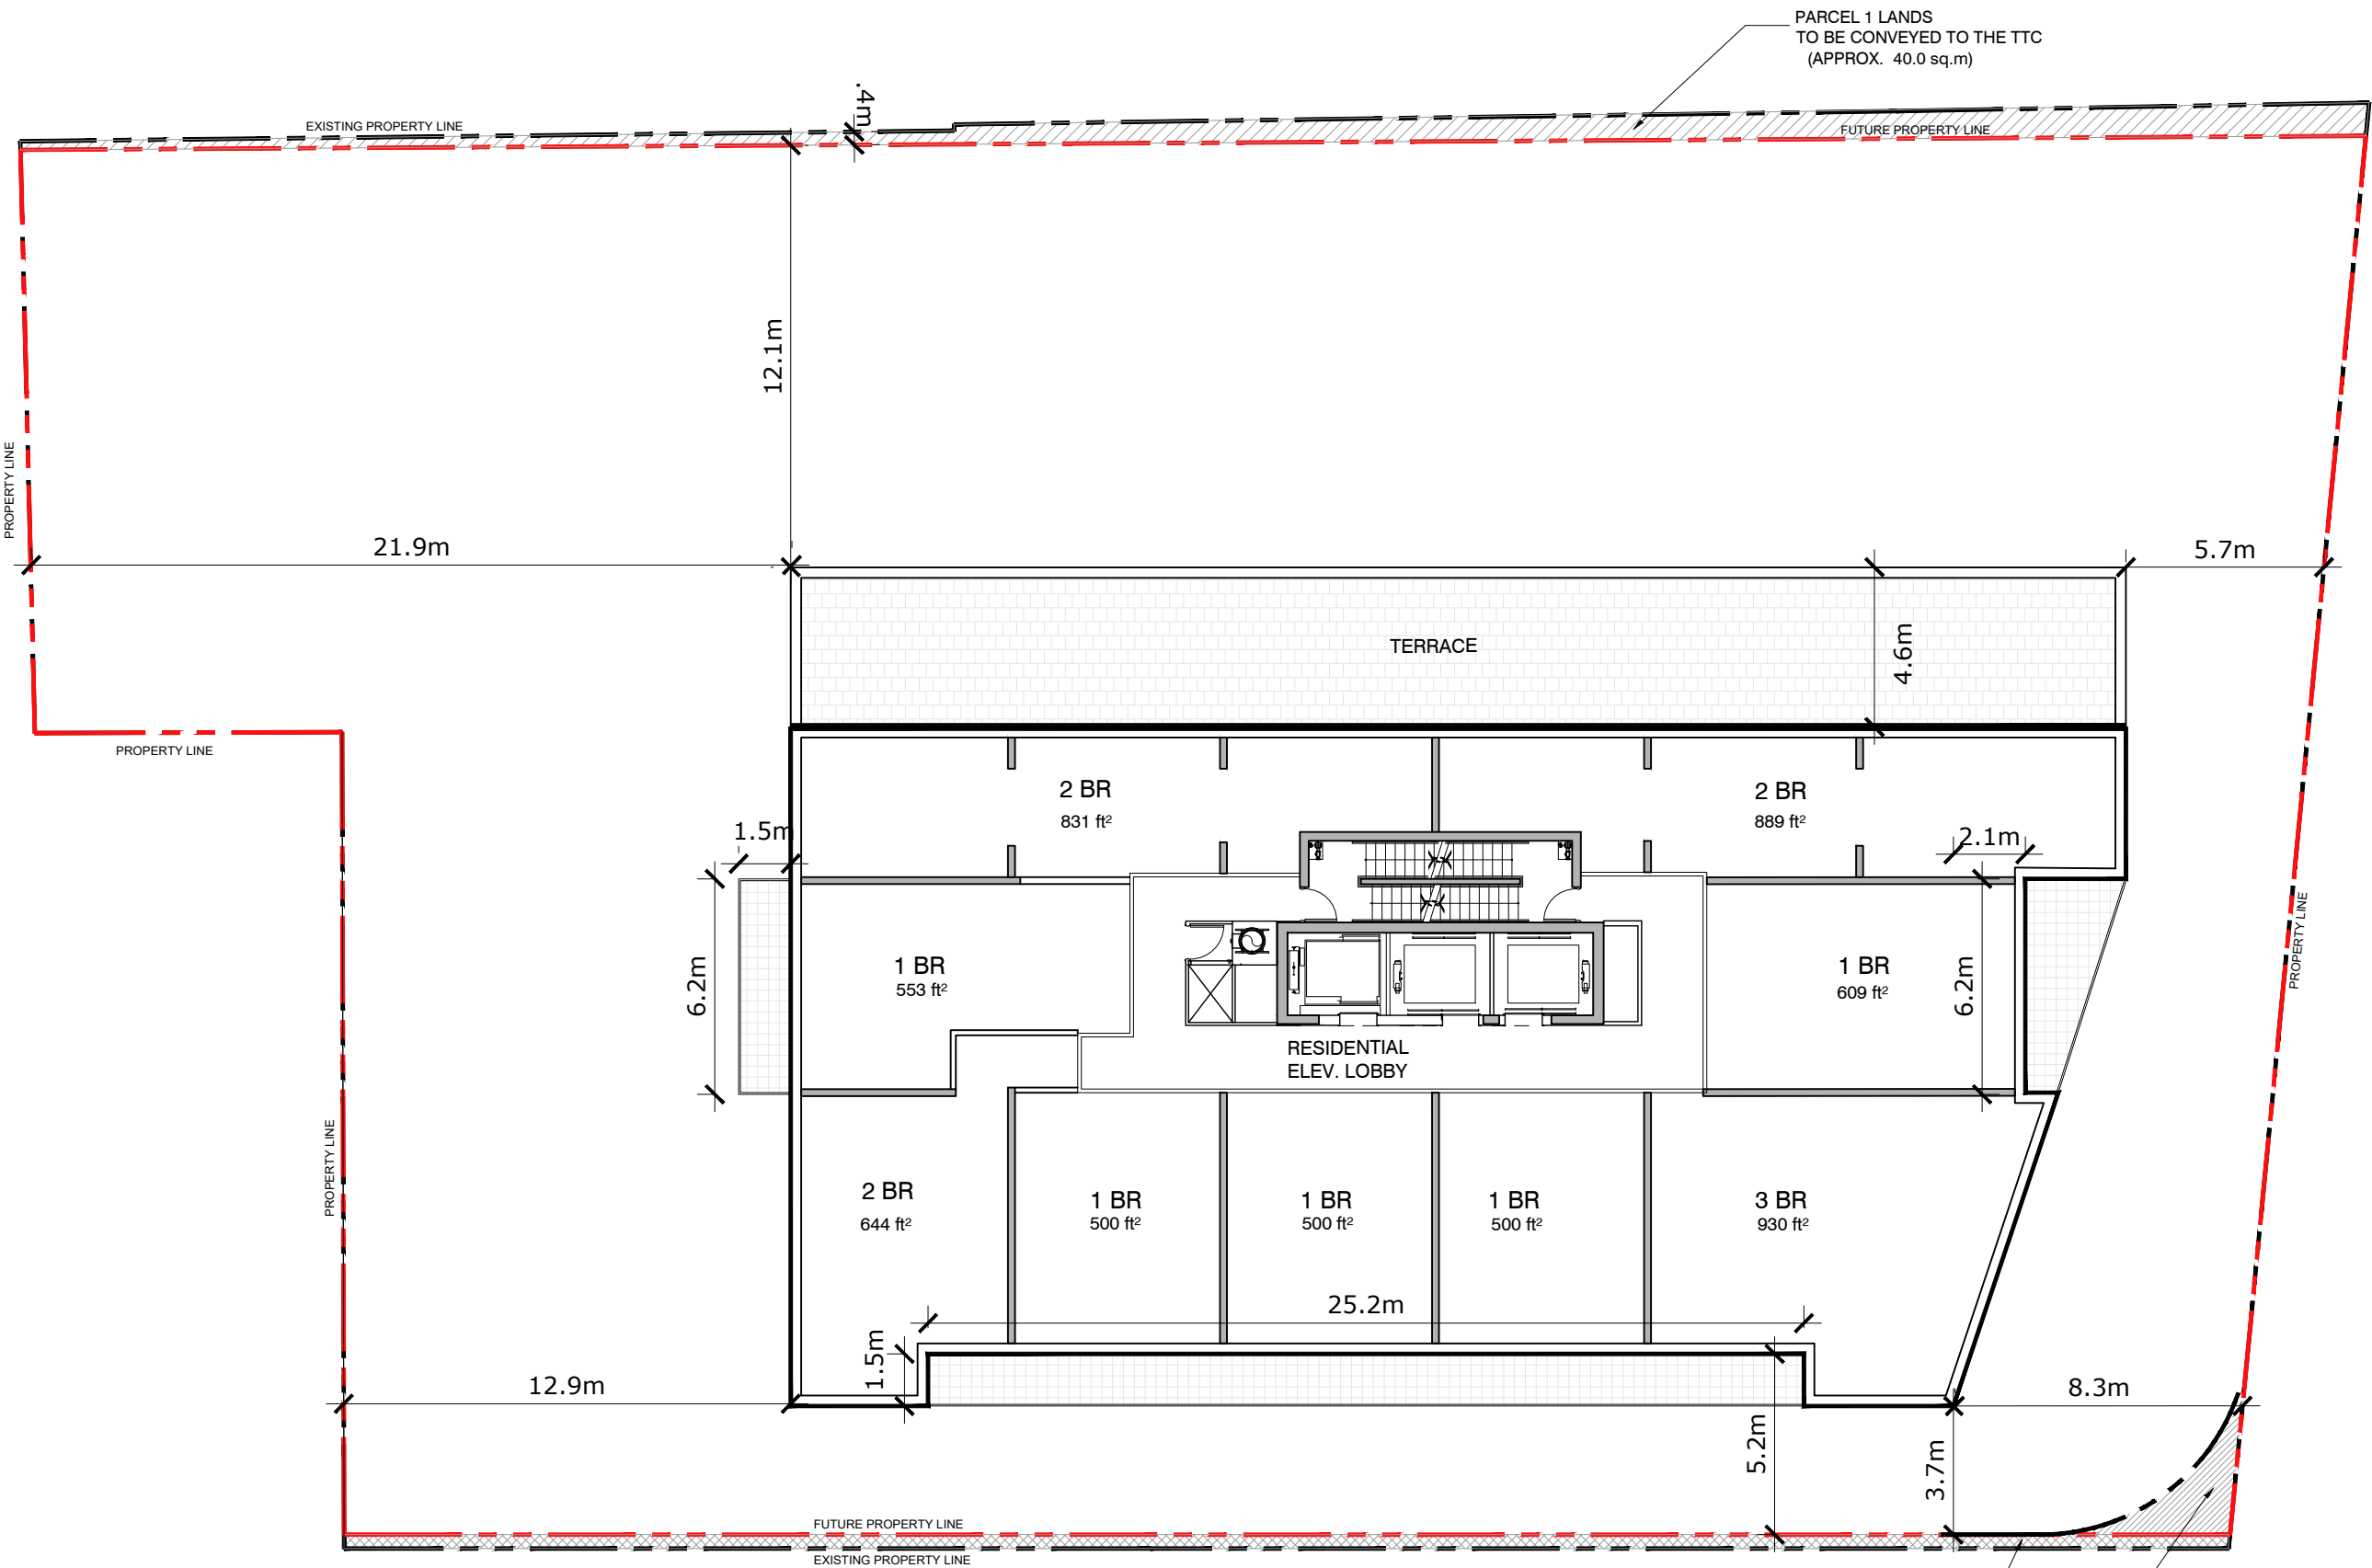 PARCEL 1 LANDS
TO BE CONVEYED TO THE TTC
(APPROX. 40.0 sq.m)
.4m
EXISTING PROPERTY LINE
FUTURE PROPERTY LINE
12.1m
PROPERTY LINE
21.9m
5.7m
TERRACE
4.6m
PROPERTY LINE
2 BR
831 ft²
2 BR
889 ft²
1.5m
2.1m
PROPERTY LINE
6.2m
1 BR
553 ft²
1 BR
609 ft²
6.2m
RESIDENTIAL
ELEV. LOBBY
PROPERTY LINE
2 BR
644 ft²
1 BR
500 ft²
1 BR
500 ft²
1 BR
500 ft²
3 BR
930 ft²
25.2m
1.5m
12.9m
8.3m
5.2m
3.7m
FUTURE PROPERTY LINE
EXISTING PROPERTY LINE